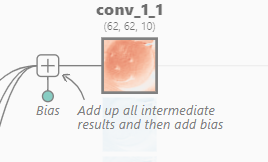 conv_1_1
(62, 62, 10)
Bias
Add up all intermediate
results and then add bias